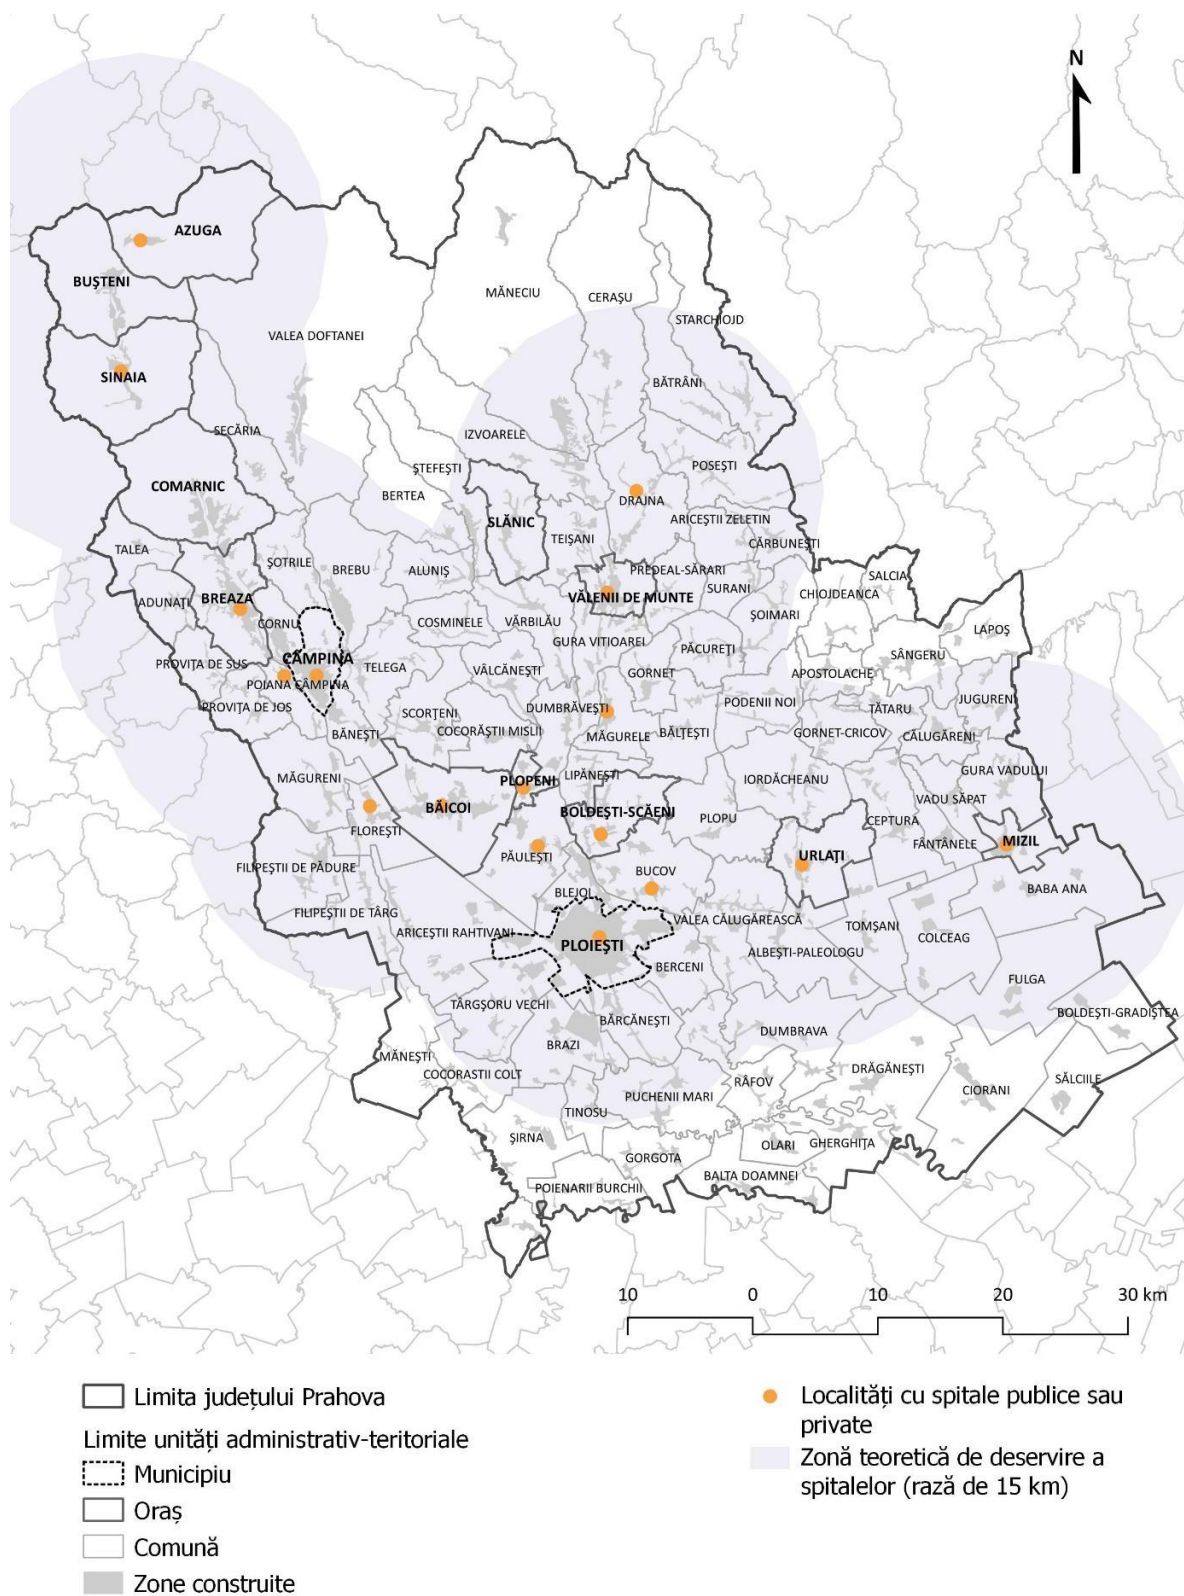 N
AZUGA
BUȘTENI
MĂNECIU
CERAȘU
STARCHIOJD
VALEA DOFTANEI
SINAIA
BĂTRÂNI
SECĂRIA
IZVOARELE
ȘTEFEȘTI
POSEȘTI
COMARNIC
BERTEA
DRAJNA
SLĂNIC
ARICEȘTII ZELETIN
TEIȘANI
CĂRBUNEȘTI
TALEA
ȘOTRILE
BREBU
ALUNIȘ
PREDEAL-SĂRARI
SALCIA
ADUNAȚI
BREAZA
VĂLENII DE MUNTE
SURANI
CHIOJDEANCA
CORNU
COSMINELE
VĂRBILĂU
ȘOIMARI
LAPOȘ
GURA VITIOAREI
PĂCUREȚI
SÂNGERU
PROVIȚA DE SUS
CÂMPINA
TELEGA
VÂLCĂNEȘTI
GORNET
APOSTOLACHE
POIANA CÂMPINA
JUGURENI
PROVIȚA DE JOS
SCORȚENI
DUMBRĂVEȘTI
PODENII NOI
TĂTARU
BĂNEȘTI
COCORĂȘTII MISLII
MĂGURELE
BĂLȚEȘTI
GORNET-CRICOV
CĂLUGĂRENI
MĂGURENI
PLOPENI
LIPĂNEȘTI
IORDĂCHEANU
GURA VADULUI
BĂICOI
BOLDEȘTI-SCĂENI
PLOPU
VADU SĂPAT
CEPTURA
FLOREȘTI
FÂNTÂNELE
MIZIL
PĂULEȘTI
URLAȚI
FILIPEȘTII DE PĂDURE
BUCOV
BABA ANA
BLEJOI
FILIPEȘTII DE TÂRG
VALEA CĂLUGĂREASCĂ
TOMȘANI
ARICEȘTII RAHTIVANI
COLCEAG
PLOIEȘTI
ALBEȘTI-PALEOLOGU
BERCENI
FULGA
TÂRGȘORU VECHI
BOLDEȘTI-GRADIȘTEA
BĂRCĂNEȘTI
DUMBRAVA
BRAZI
MĂNEȘTI
COCORASTII COLT
DRĂGĂNEȘTI
RÂFOV
CIORANI
SĂLCIILE
PUCHENII MARI
TINOSU
ȘIRNA
OLARI
GHERGHIȚA
GORGOTA
BALTA DOAMNEI
POIENARII BURCHII
10 0 10 20 30 km
Limita județului Prahova
Limite unități administrativ-teritoriale
Municipiu
Oraș
Comună
Zone construite
Localități cu spitale publice sau
private
Zonă teoretică de deservire a
spitalelor (rază de 15 km)